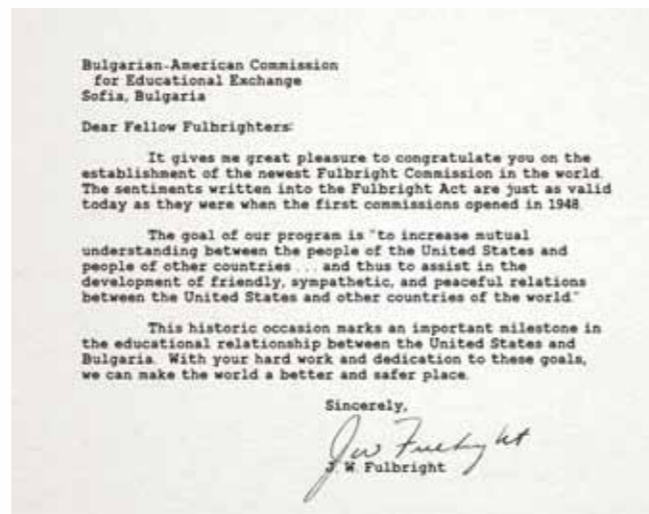 Bulgarian-American Commission
for Educational Exchange
Sofia, Bulgaria
Dear Fellow Fulbrighters:
It gives me great pleasure to congratulate you on the
establishment of the newest Fulbright Commission in the world.
The sentiments written into the Fulbright Act are just as valid
today as they were when the first commissions opened in 1948.
The goal of our program is "to increase mutual
understanding between the people of the United States and
people of other countries ... and thus to assist in the
development of friendly, sympathetic, and peaceful relations
between the United States and other countries of the world."
This historic occasion marks an important milestone in
the educational relationship between the United States and
Bulgaria. With your hard work and dedication to these goals,
we can make the world a better and safer place.
Sincerely,
JW Fulbright
J. W. Fulbright